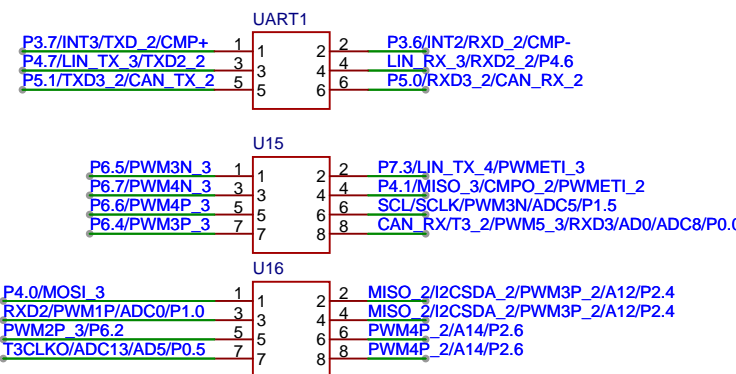 UART1
P3.7/INT3/TXD_2/CMP+ 1 1 2 2 P3.6/INT2/RXD_2/CMP-
P4.7/LIN_TX_3/TXD2_2 3 3 4 4 LIN_RX_3/RXD2_2/P4.6
P5.1/TXD3_2/CAN_TX_2 5 5 6 6 P5.0/RXD3_2/CAN_RX_2
U15
P6.5/PWM3N_3 1 1 2 2 P7.3/LIN_TX_4/PWMETI_3
P6.7/PWM4N_3 3 3 4 4 P4.1/MISO_3/CMPO_2/PWMETI_2
P6.6/PWM4P_3 5 5 6 6 SCL/SCLK/PWM3N/ADC5/P1.5
P6.4/PWM3P_3 7 7 8 8 CAN_RX/T3_2/PWM5_3/RXD3/AD0/ADC8/P0.0
U16
P4.0/MOSI_3 1 1 2 2 MISO_2/I2CSDA_2/PWM3P_2/A12/P2.4
RXD2/PWM1P/ADC0/P1.0 3 3 4 4 MISO_2/I2CSDA_2/PWM3P_2/A12/P2.4
PWM2P_3/P6.2 5 5 6 6 PWM4P_2/A14/P2.6
T3CLKO/ADC13/AD5/P0.5 7 7 8 8 PWM4P_2/A14/P2.6